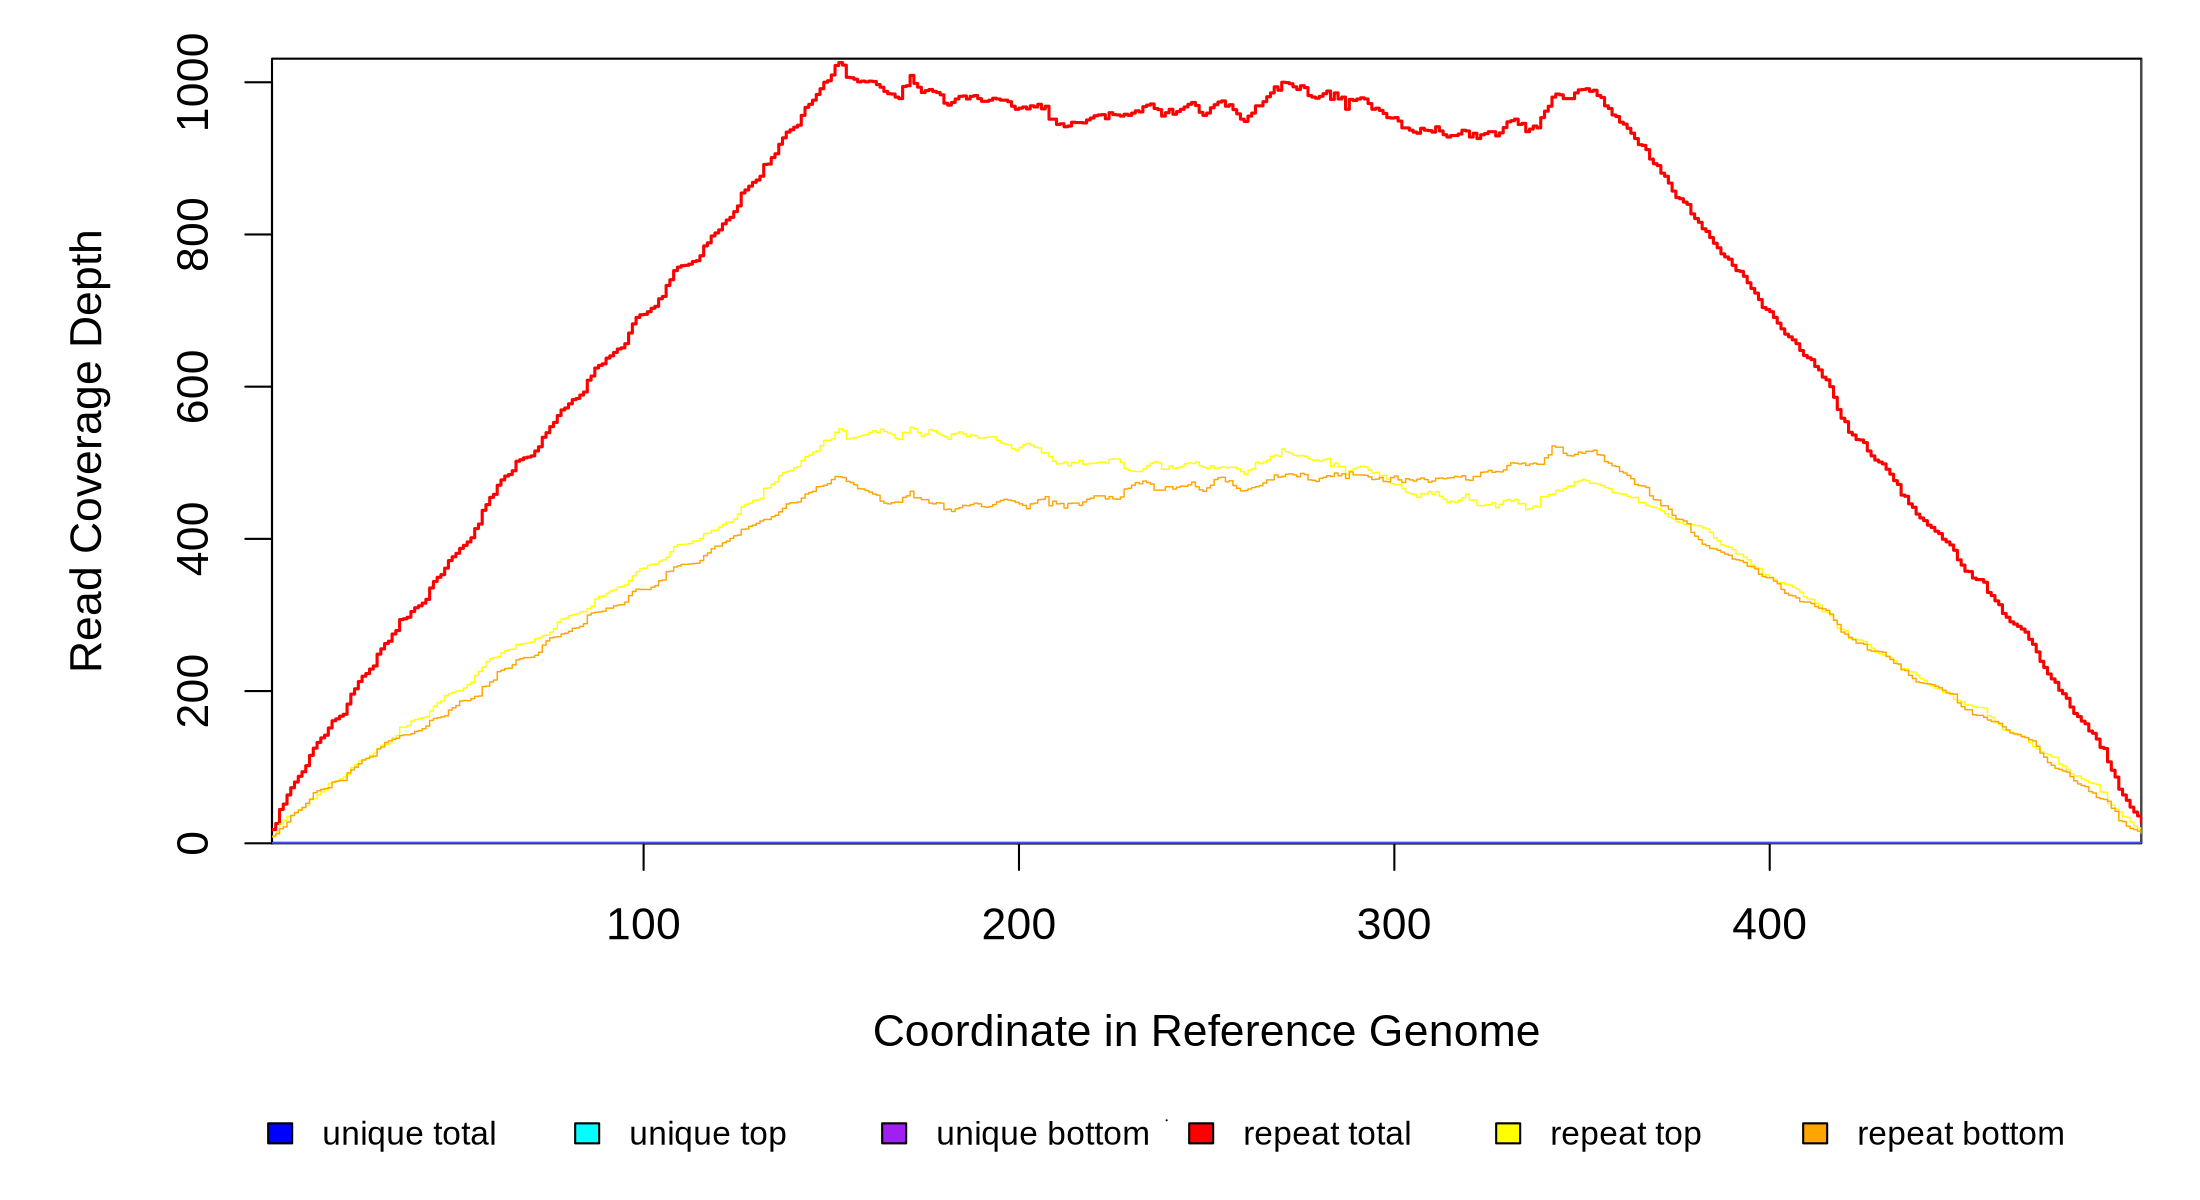 Read Coverage Depth
1000
800
600
400
200
0
100 200 300 400
Coordinate in Reference Genome
unique total unique top unique bottom repeat total repeat top repeat bottom